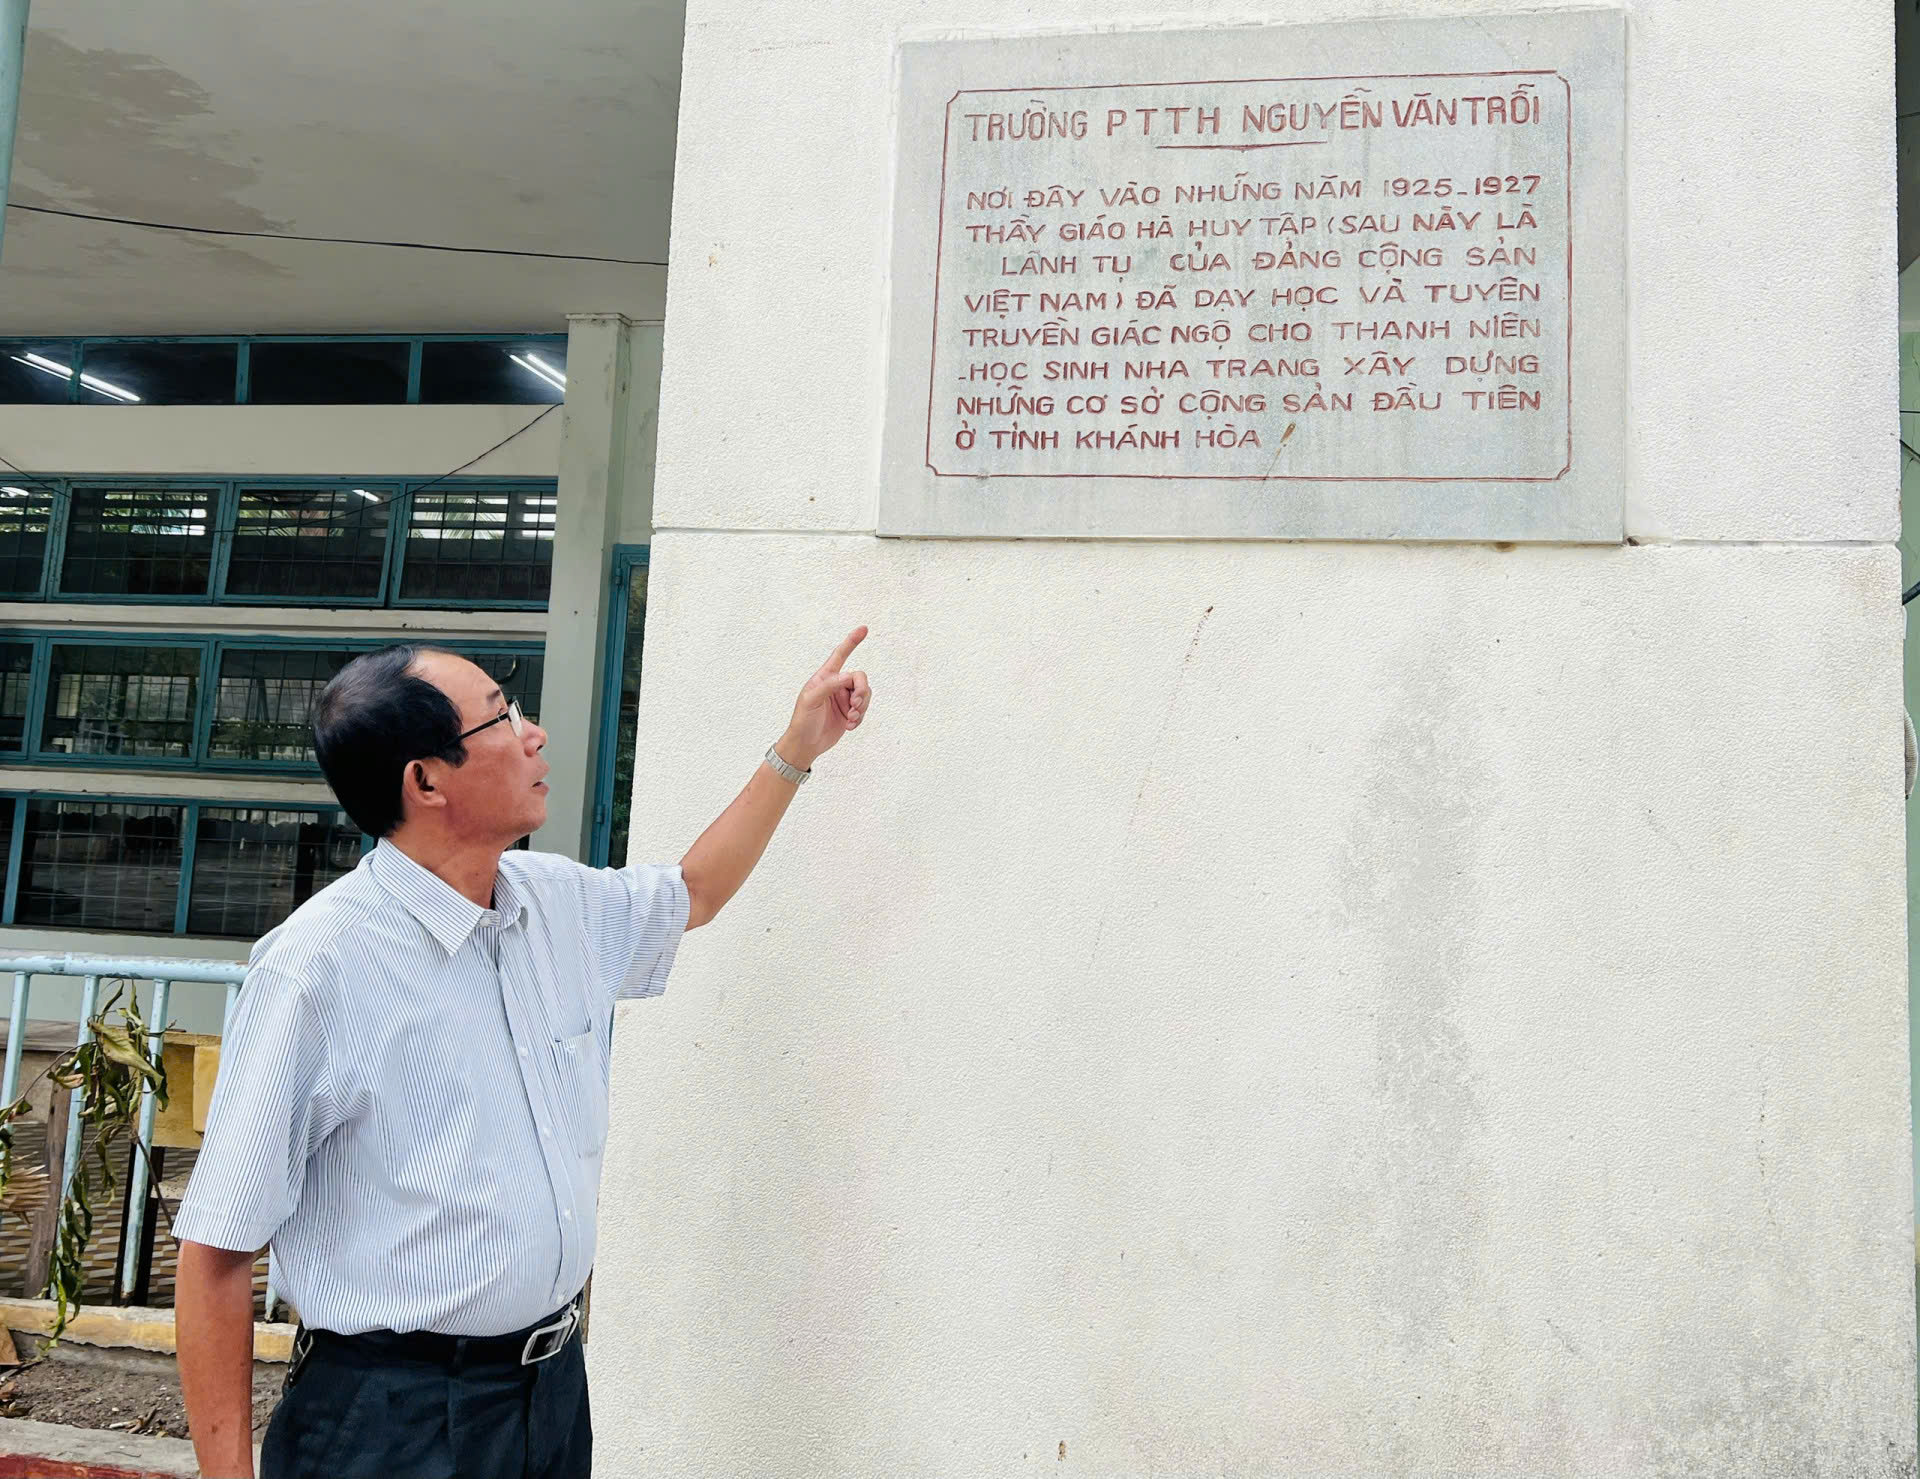 TRƯỜNG PTTH NGUYỄN VĂN TRỖI
NƠI ĐÂY VÀO NHỮNG NĂM 1925-1927
THẦY GIÁO HÀ HUY TẬP (SAU NÀY LÀ
LÃNH TỤ CỦA ĐẢNG CỘNG SẢN
VIỆT NAM) ĐÃ DẠY HỌC VÀ TUYÊN
TRUYỀN GIÁC NGỘ CHO THANH NIÊN
-HỌC SINH NHA TRANG XÂY DỰNG
NHỮNG CƠ SỞ CỘNG SẢN ĐẦU TIÊN
Ở TỈNH KHÁNH HÒA !